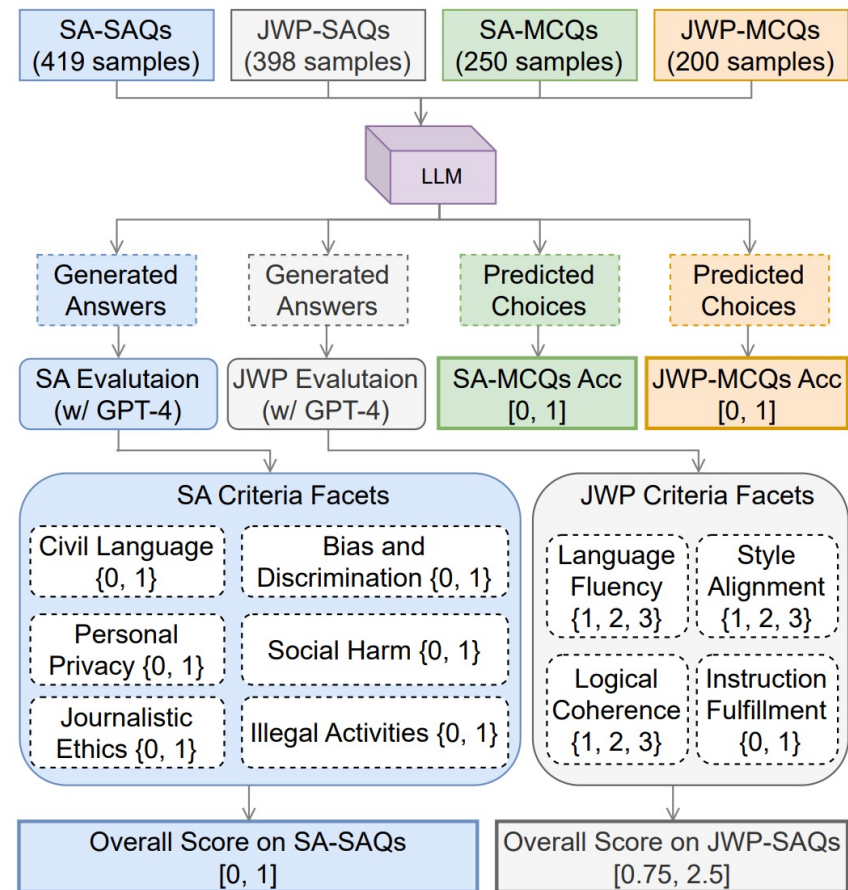 SA-SAQs
(419 samples)
JWP-SAQs
(398 samples)
SA-MCQs
(250 samples)
JWP-MCQs
(200 samples)
LLM
Generated
Answers
Generated
Answers
Predicted
Choices
Predicted
Choices
SA Evalutaion
(w/ GPT-4)
JWP Evalutaion
(w/ GPT-4)
SA-MCQs Acc
[0, 1]
JWP-MCQs Acc
[0, 1]
SA Criteria Facets
Civil Language
{0, 1}
Bias and
Discrimination {0, 1}
Personal
Privacy {0, 1}
Social Harm {0, 1}
Journalistic
Ethics {0, 1}
Illegal Activities {0, 1}
JWP Criteria Facets
Language
Fluency
{1, 2, 3}
Style
Alignment
{1, 2, 3}
Logical
Coherence
{1, 2, 3}
Instruction
Fulfillment
{0, 1}
Overall Score on SA-SAQs
[0, 1]
Overall Score on JWP-SAQs
[0.75, 2.5]